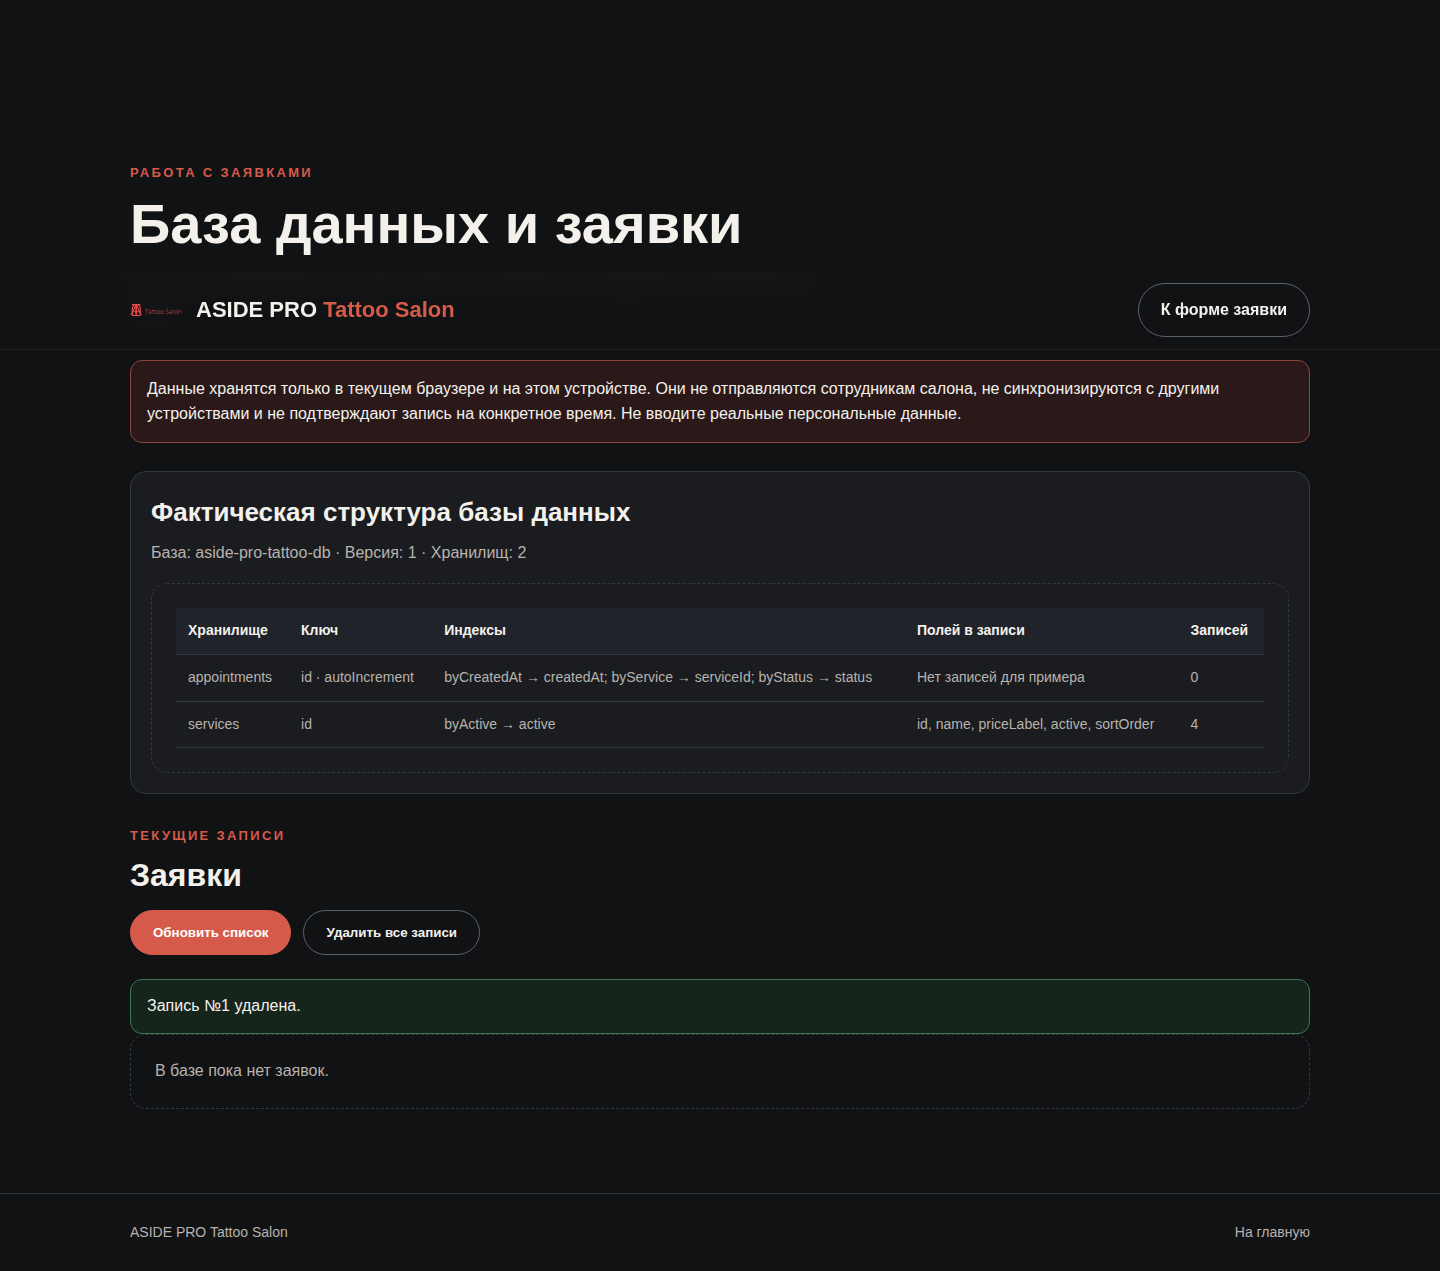 РАБОТА С ЗАЯВКАМИ
База данных и заявки
Tattoo Salon
ASIDE PRO Tattoo Salon
К форме заявки
Данные хранятся только в текущем браузере и на этом устройстве. Они не отправляются сотрудникам салона, не синхронизируются с другими
устройствами и не подтверждают запись на конкретное время. Не вводите реальные персональные данные.
Фактическая структура базы данных
База: aside-pro-tattoo-db · Версия: 1 · Хранилищ: 2
Хранилище Ключ Индексы Полей в записи Записей
appointments id · autoIncrement byCreatedAt → createdAt; byService → serviceId; byStatus → status Нет записей для примера 0
services id byActive → active id, name, priceLabel, active, sortOrder 4
ТЕКУЩИЕ ЗАПИСИ
Заявки
Обновить список
Удалить все записи
Запись №1 удалена.
В базе пока нет заявок.
ASIDE PRO Tattoo Salon
На главную